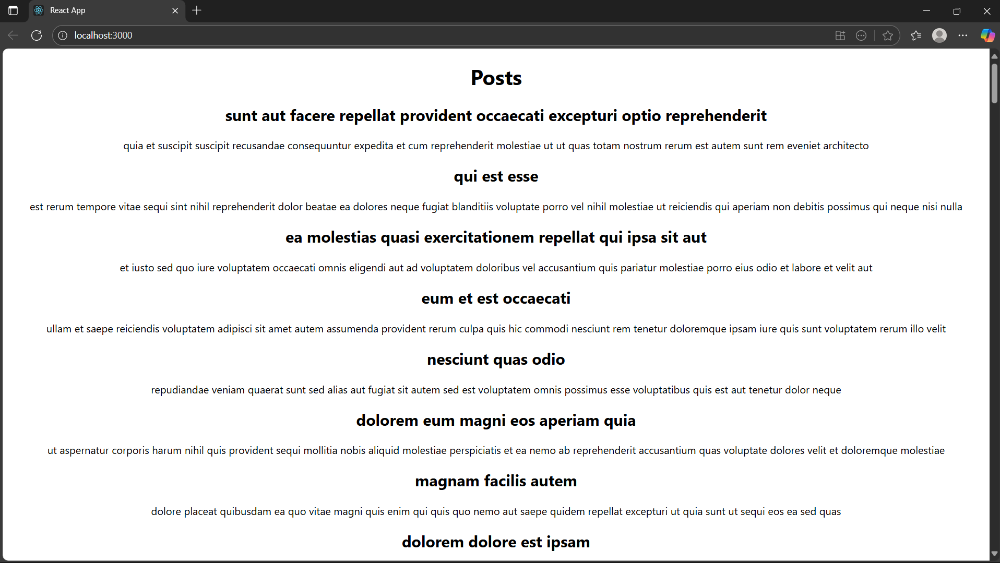 React App
localhost:3000
Posts
sunt aut facere repellat provident occaecati excepturi optio reprehenderit
quia et suscipit suscipit recusandae consequuntur expedita et cum reprehenderit molestiae ut ut quas totam nostrum rerum est autem sunt rem eveniet architecto
qui est esse
est rerum tempore vitae sequi sint nihil reprehenderit dolor beatae ea dolores neque fugiat blanditiis voluptate porro vel nihil molestiae ut reiciendis qui aperiam non debitis possimus qui neque nisi nulla
ea molestias quasi exercitationem repellat qui ipsa sit aut
et iusto sed quo iure voluptatem occaecati omnis eligendi aut ad voluptatem doloribus vel accusantium quis pariatur molestiae porro eius odio et labore et velit aut
eum et est occaecati
ullam et saepe reiciendis voluptatem adipisci sit amet autem assumenda provident rerum culpa quis hic commodi nesciunt rem tenetur doloremque ipsam iure quis sunt voluptatem rerum illo velit
nesciunt quas odio
repudiandae veniam quaerat sunt sed alias aut fugiat sit autem sed est voluptatem omnis possimus esse voluptatibus quis est aut tenetur dolor neque
dolorem eum magni eos aperiam quia
ut aspernatur corporis harum nihil quis provident sequi mollitia nobis aliquid molestiae perspiciatis et ea nemo ab reprehenderit accusantium quas voluptate dolores velit et doloremque molestiae
magnam facilis autem
dolore placeat quibusdam ea quo vitae magni quis enim qui quis quo nemo aut saepe quidem repellat excepturi ut quia sunt ut sequi eos ea sed quas
dolorem dolore est ipsam